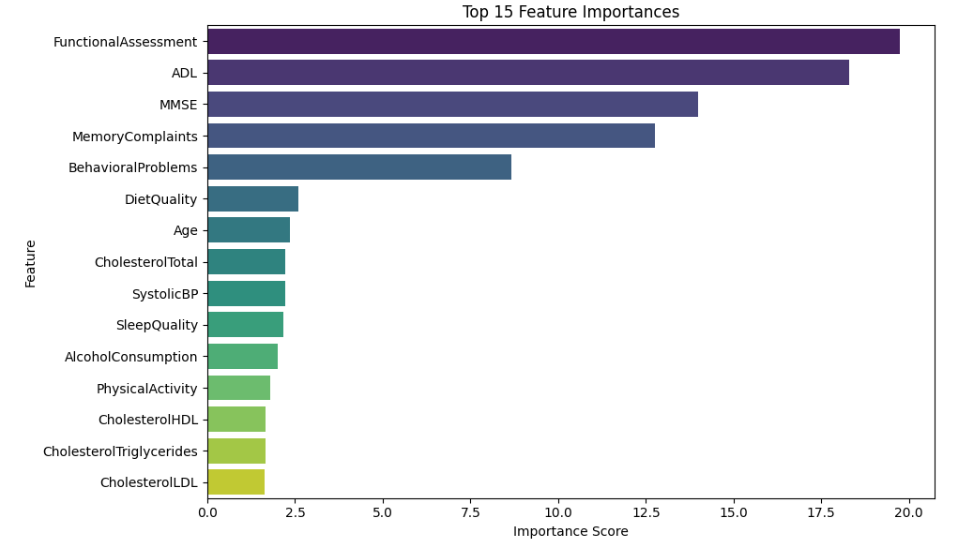 Top 15 Feature Importances
FunctionalAssessment
ADL
MMSE
MemoryComplaints
BehavioralProblems
DietQuality
Age
CholesterolTotal
SystolicBP
SleepQuality
AlcoholConsumption
PhysicalActivity
CholesterolHDL
CholesterolTriglycerides
CholesterolLDL
Feature
0.0 2.5 5.0 7.5 10.0 12.5 15.0 17.5 20.0
Importance Score